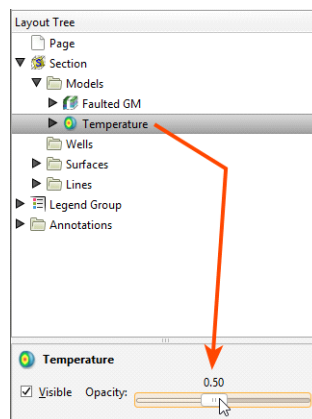 Layout Tree
Page
Section
Models
Faulted GM
Temperature
Wells
Surfaces
Lines
Legend Group
Annotations
Temperature
0.50
Visible Opacity: